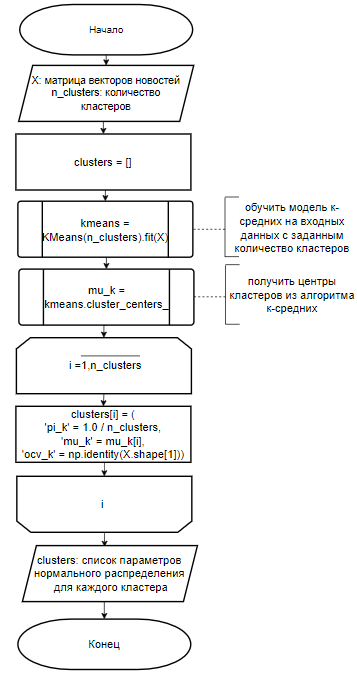 Начало
X: матрица векторов новостей
n_clusters: количество
кластеров
clusters = []
kmeans =
KMeans(n_clusters).fit(X)
обучить модель k-
средних на входных
данных с заданным
количество кластеров
mu_k =
kmeans.cluster_centers_
получить центры
кластеров из алгоритма
k-средних
i =1,n_clusters
clusters[i] = (
'pi_k' = 1.0 / n_clusters,
'mu_k' = mu_k[i],
'ocv_k' = np.identity(X.shape[1]))
i
clusters: список параметров
нормального распределения
для каждого кластера
Конец